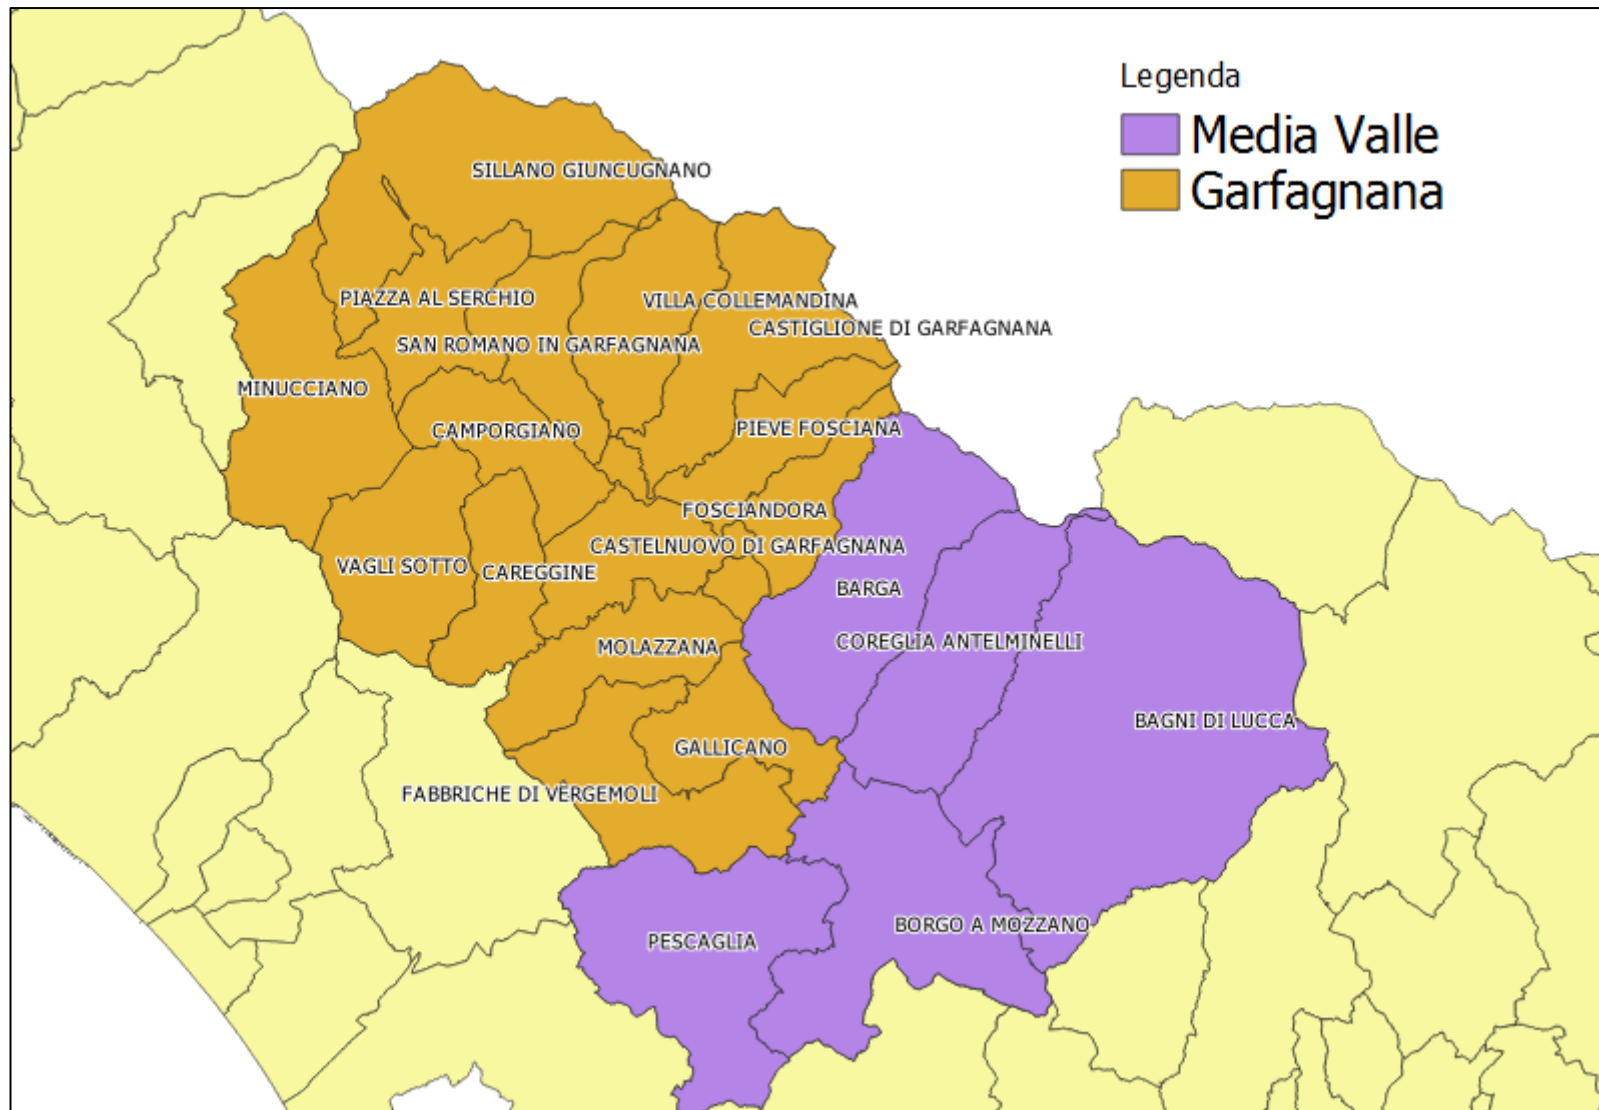 Legenda
Media Valle
Garfagnana
SILLANO GIUNCUGNANO
PIAZZA AL SERCHIO
VILLA COLLEMANDINA
CASTIGLIONE DI GARFAGNANA
SAN ROMANO IN GARFAGNANA
MINUCCIANO
CAMPORGIANO
PIEVE FOSCIANA
FOSCIANDORA
CASTELNUOVO DI GARFAGNANA
VAGLI SOTTO
CAREGGINE
BARGA
MOLAZZANA
COREGLIA ANTELMINELLI
BAGNI DI LUCCA
GALLICANO
FABBRICHE DI VERGEMOLI
BORGO A MOZZANO
PESCAGLIA